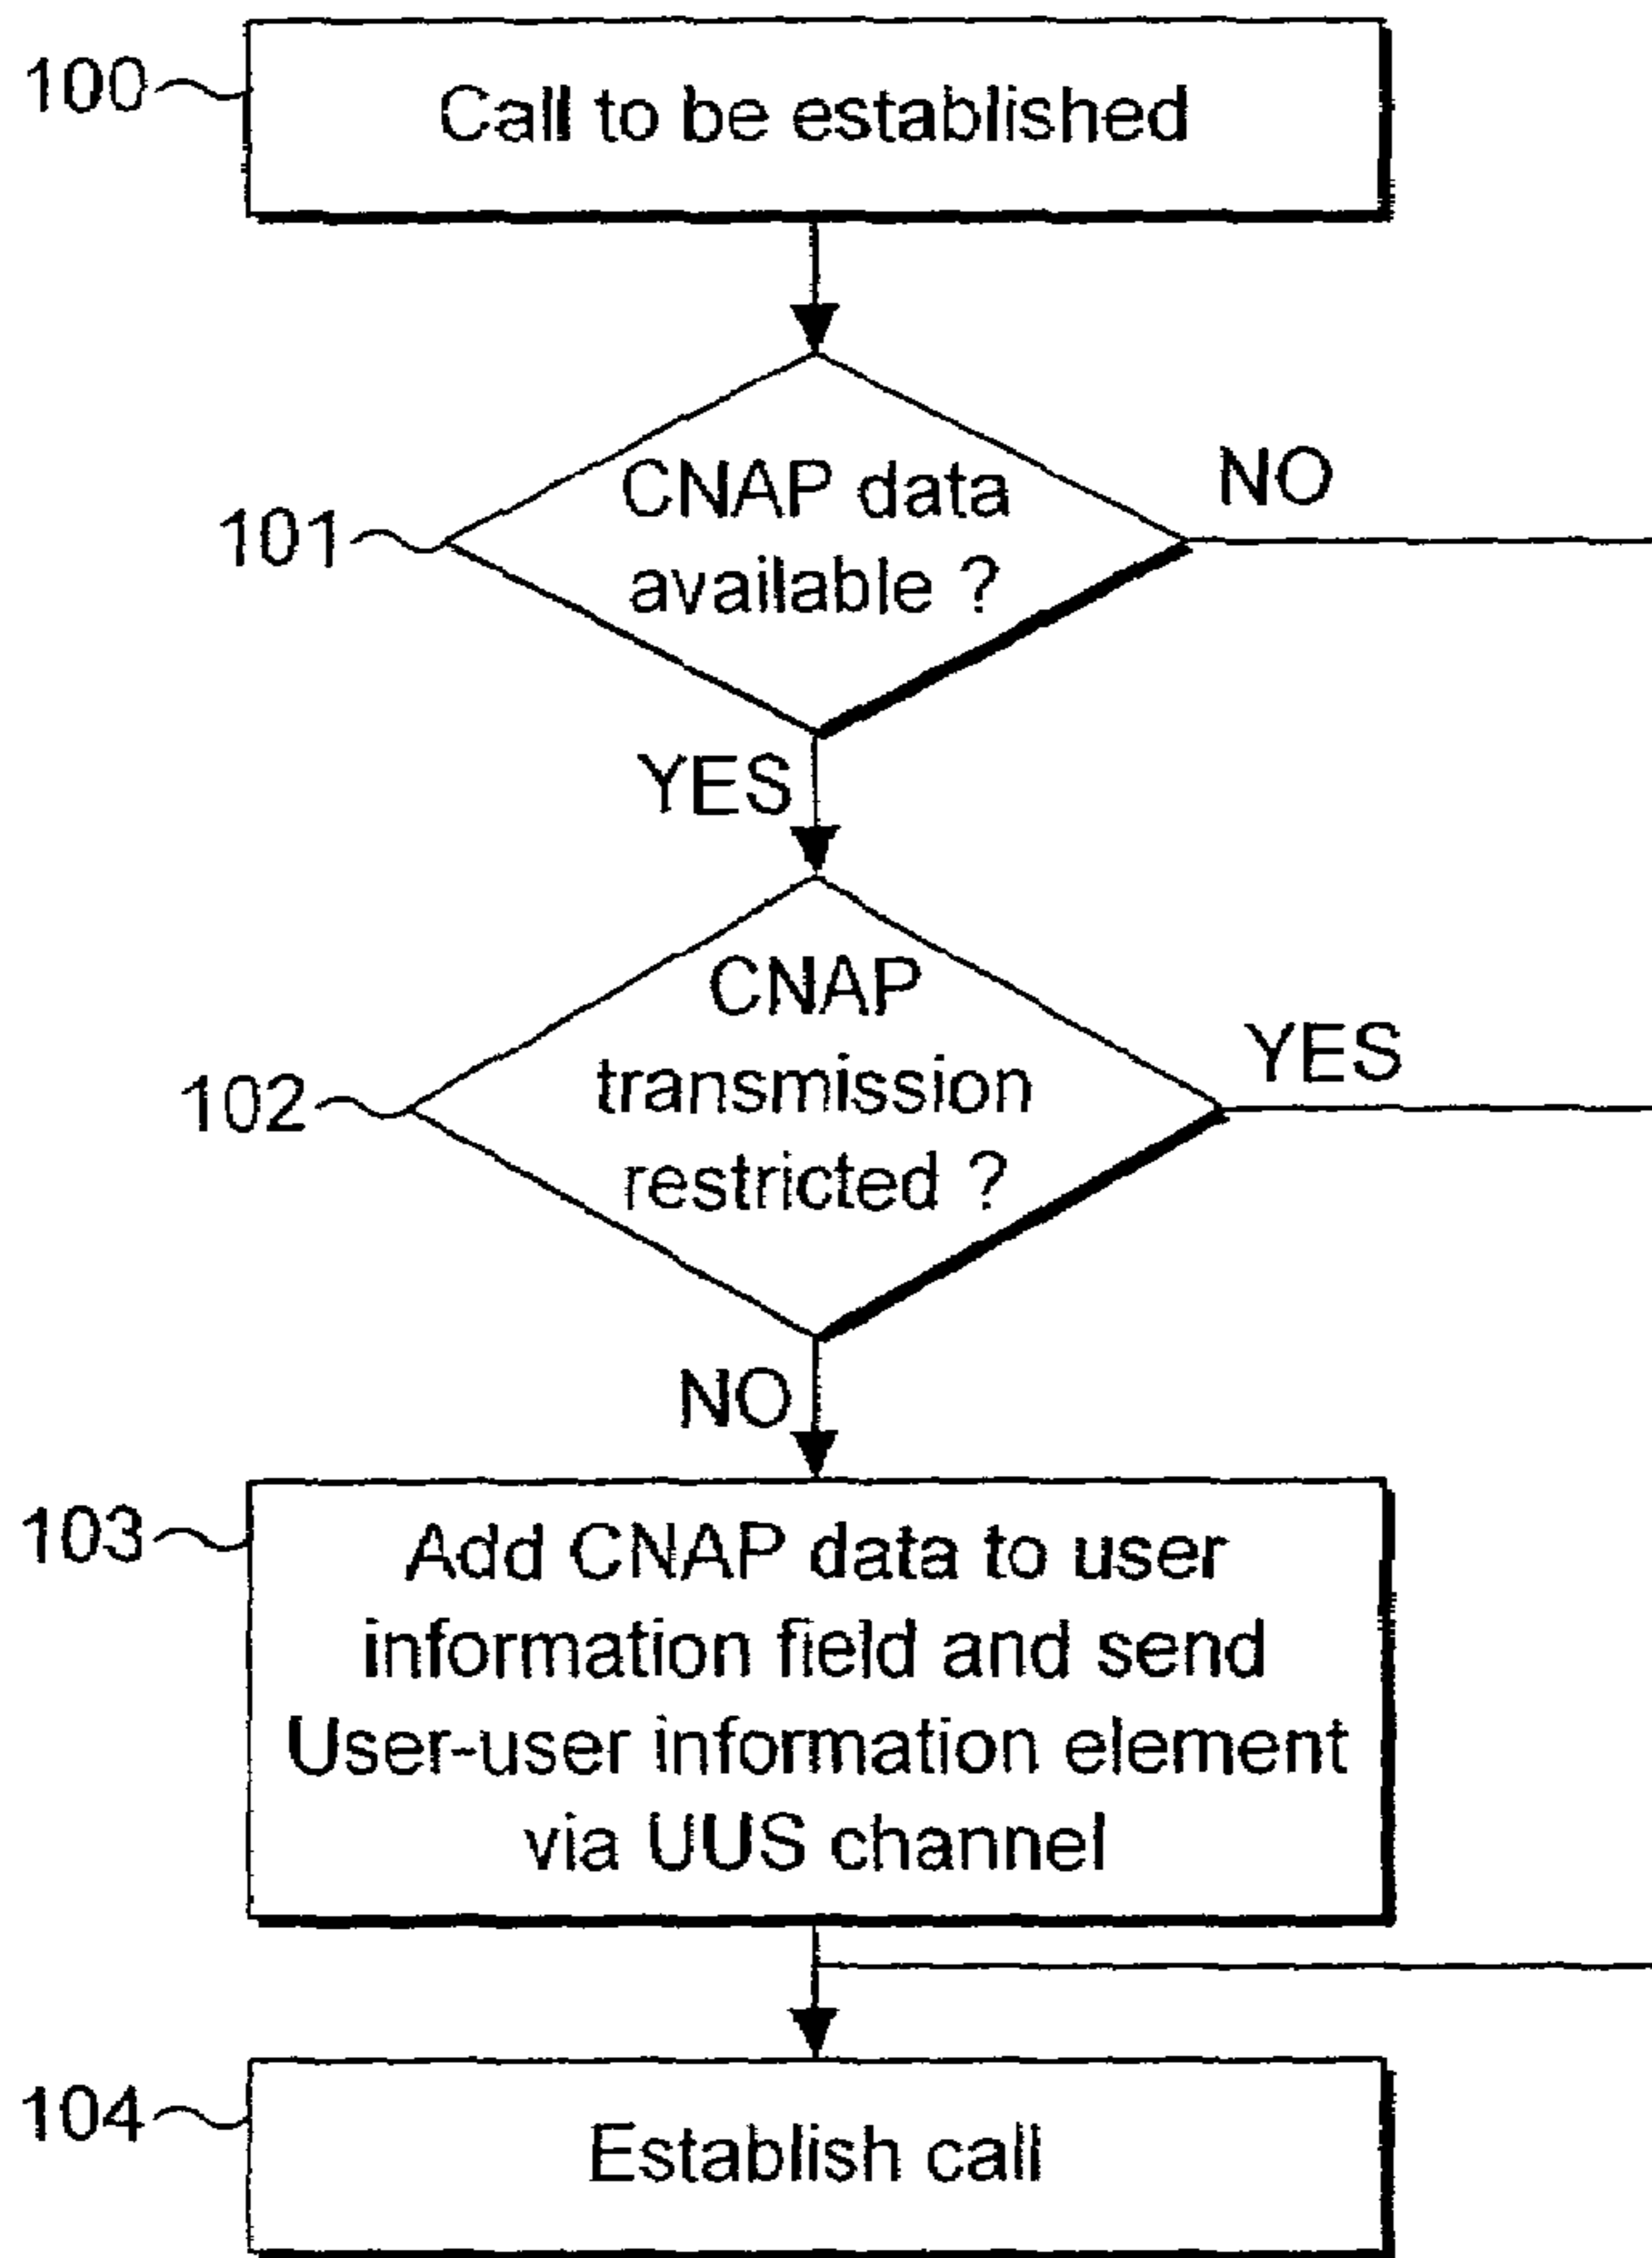 100
Call to be established
CNAP data
NO
101
available ?
YES
CNAP
YES
102
transmission
restricted ?
NO
103
Add CNAP data to user
information field and send
User-user information element
via UUS channel
104
Establish call